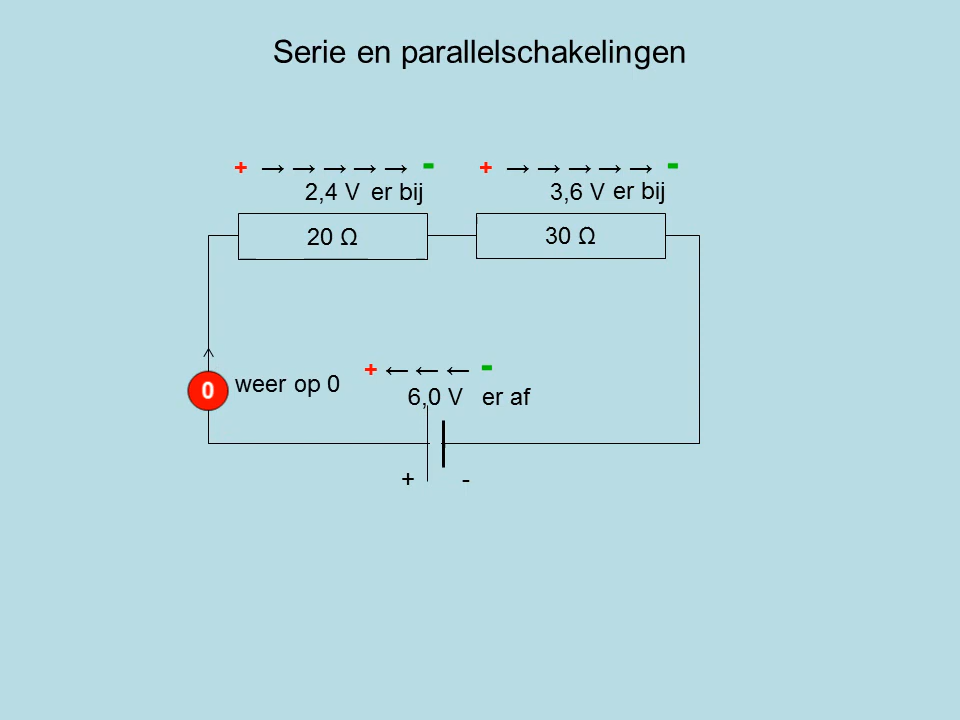 Serie en parallelschakelingen
+ → → → → → - + → → → → → -
2,4 V er bij 3,6 V er bij
20 Ω 30 Ω
+ ← ← ← -
0 weer op 0
6,0 V er af
+ -